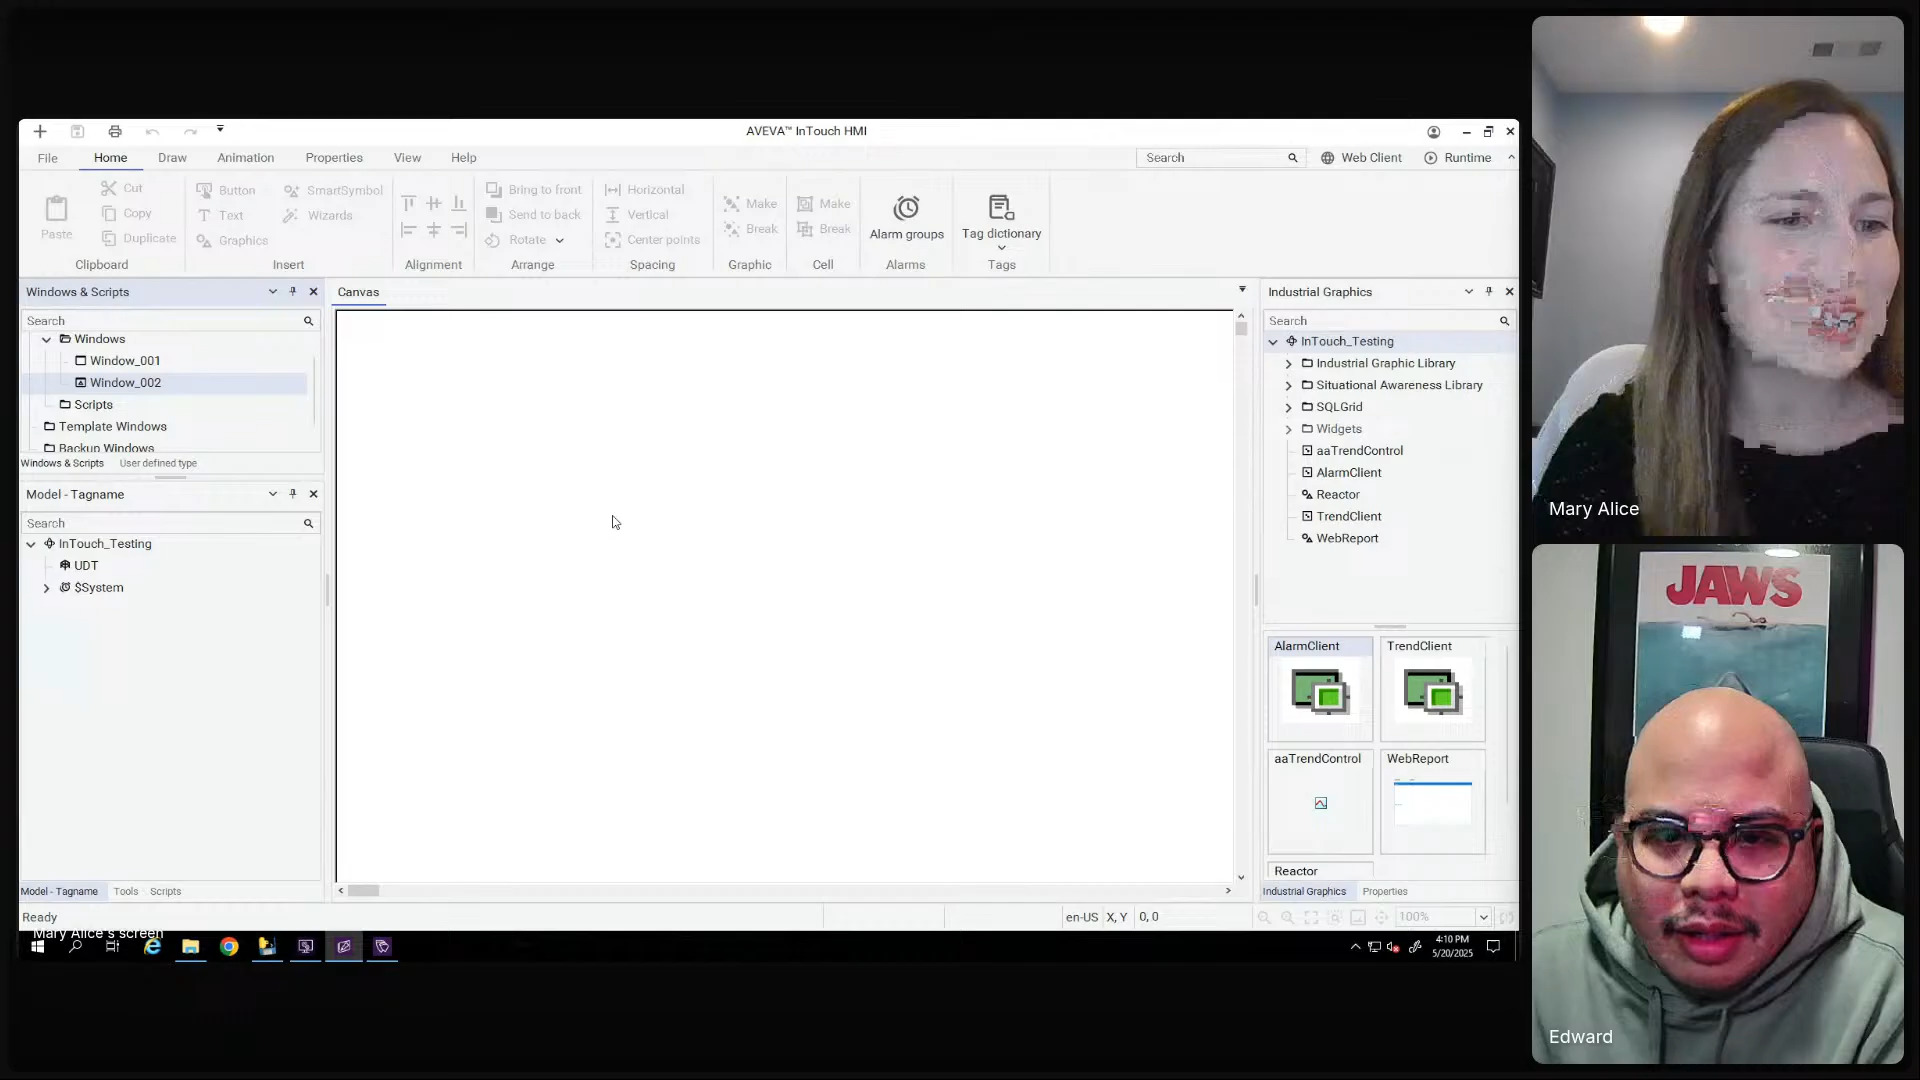 AVEVA™ InTouch HMI
File
Home
Draw
Animation
Properties
View
Help
Search
Web Client
Runtime
Paste
Cut
Copy
Duplicate
Clipboard
Button
Text
Graphics
SmartSymbol
Wizards
Insert
Alignment
Bring to front
Send to back
Rotate
Arrange
Horizontal
Vertical
Center points
Spacing
Make
Break
Graphic
Make
Break
Cell
Alarm groups
Alarms
Tag dictionary
Tags
Windows & Scripts
Search
Windows
Window_001
Window_002
Scripts
Template Windows
Backup Windows
Windows & Scripts
User defined type
Model - Tagname
Search
InTouch_Testing
UDT
$System
Model - Tagname
Tools
Scripts
Canvas
Industrial Graphics
Search
InTouch_Testing
Industrial Graphic Library
Situational Awareness Library
SQLGrid
Widgets
aaTrendControl
AlarmClient
Reactor
TrendClient
WebReport
AlarmClient
TrendClient
aaTrendControl
WebReport
Reactor
Industrial Graphics
Properties
Ready
en-US
X, Y
0, 0
100%
Mary Alice's screen
4:10 PM
5/20/2025
Mary Alice
JAWS
Edward